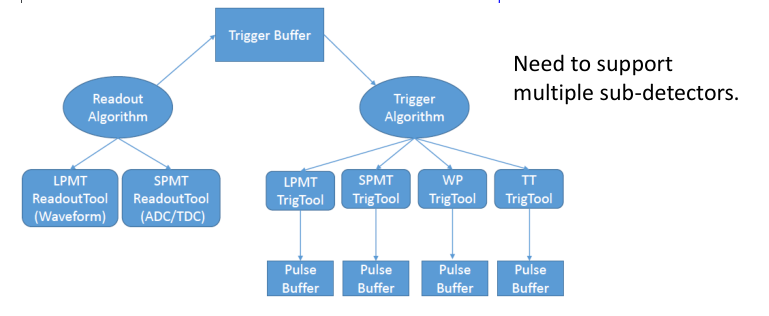 Trigger Buffer
Need to support
multiple sub-detectors.
Readout
Algorithm
Trigger
Algorithm
LPMT
ReadoutTool
(Waveform)
SPMT
ReadoutTool
(ADC/TDC)
LPMT
TrigTool
SPMT
TrigTool
WP
TrigTool
TT
TrigTool
Pulse
Buffer
Pulse
Buffer
Pulse
Buffer
Pulse
Buffer